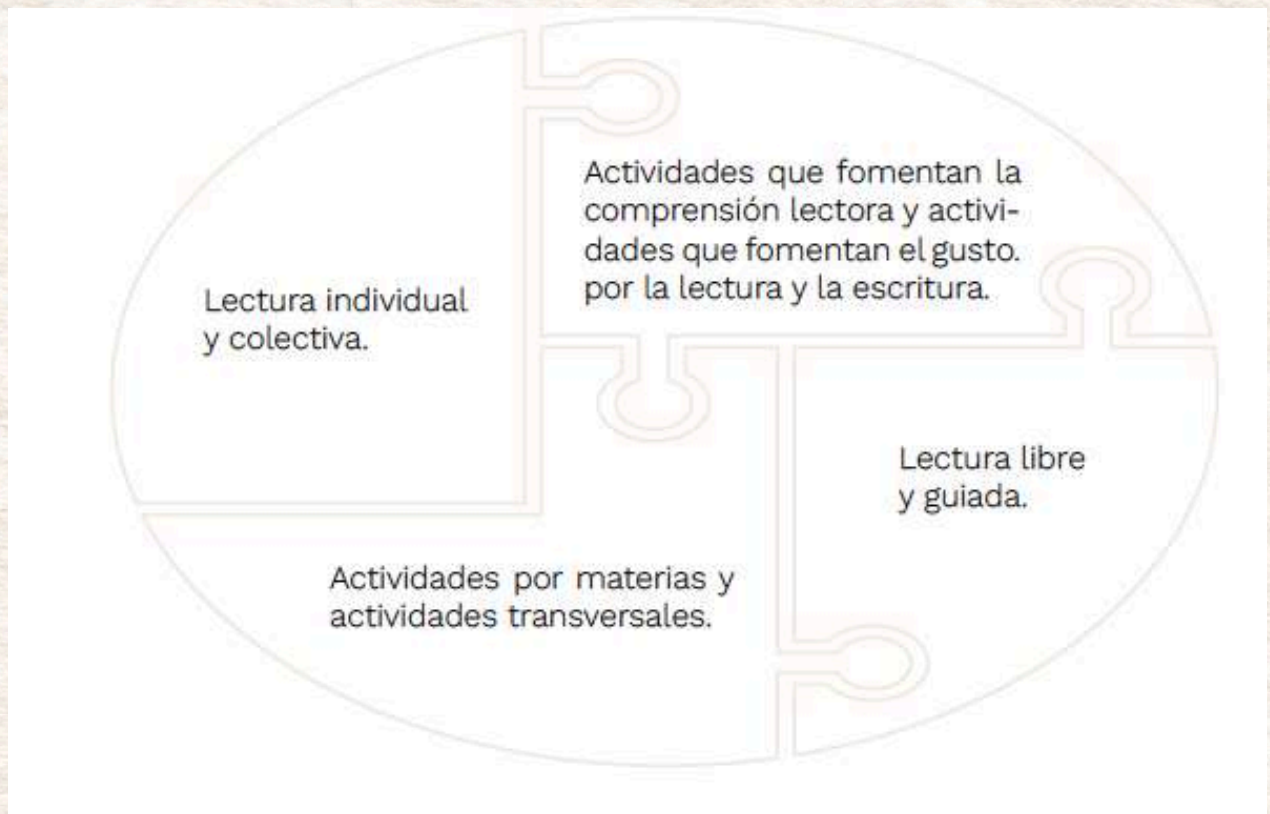 Actividades que fomentan la
comprensión lectora y activi-
dades que fomentan el gusto.
por la lectura y la escritura.
Lectura individual
y colectiva.
Lectura libre
y guiada.
Actividades por materias y
actividades transversales.